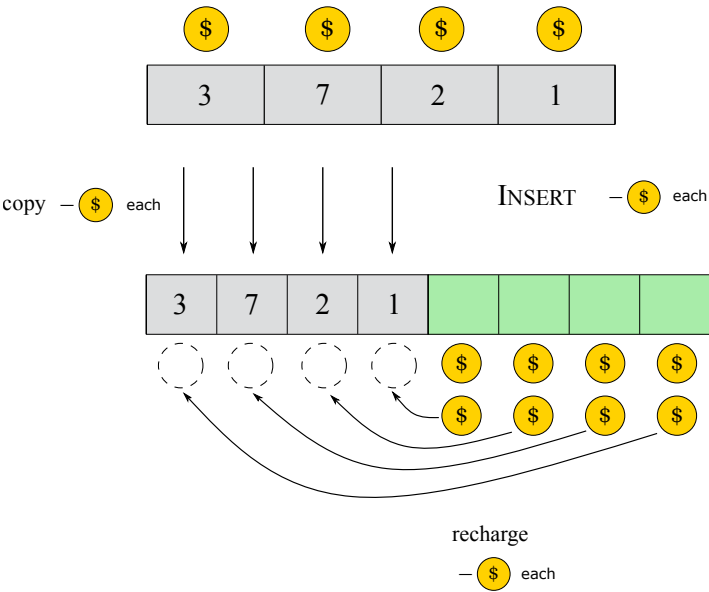 $ $ $ $
3 7 2 1
copy – $ each
INSERT – $ each
3 7 2 1
$ $ $ $
$ $ $ $
recharge
– $ each